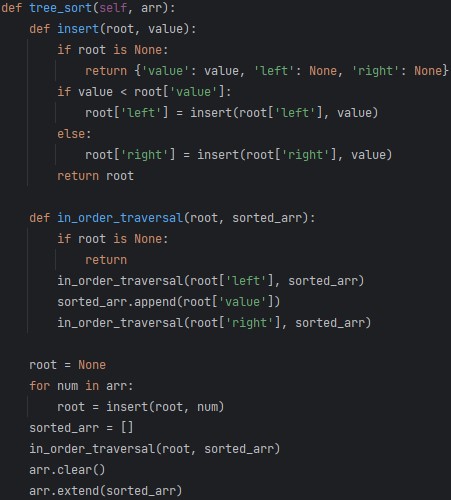 def tree_sort(self, arr):
    def insert(root, value):
        if root is None:
            return {'value': value, 'left': None, 'right': None}
        if value < root['value']:
            root['left'] = insert(root['left'], value)
        else:
            root['right'] = insert(root['right'], value)
        return root

    def in_order_traversal(root, sorted_arr):
        if root is None:
            return
        in_order_traversal(root['left'], sorted_arr)
        sorted_arr.append(root['value'])
        in_order_traversal(root['right'], sorted_arr)

    root = None
    for num in arr:
        root = insert(root, num)
    sorted_arr = []
    in_order_traversal(root, sorted_arr)
    arr.clear()
    arr.extend(sorted_arr)